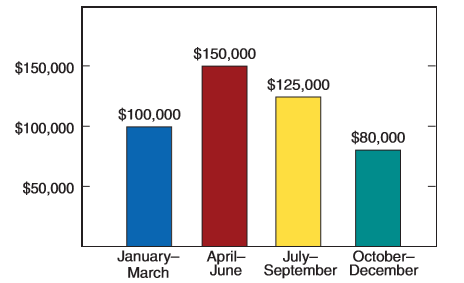 $150,000
$100,000
$50,000
$100,000
$150,000
$125,000
$80,000
January–
March
April–
June
July–
September
October–
December